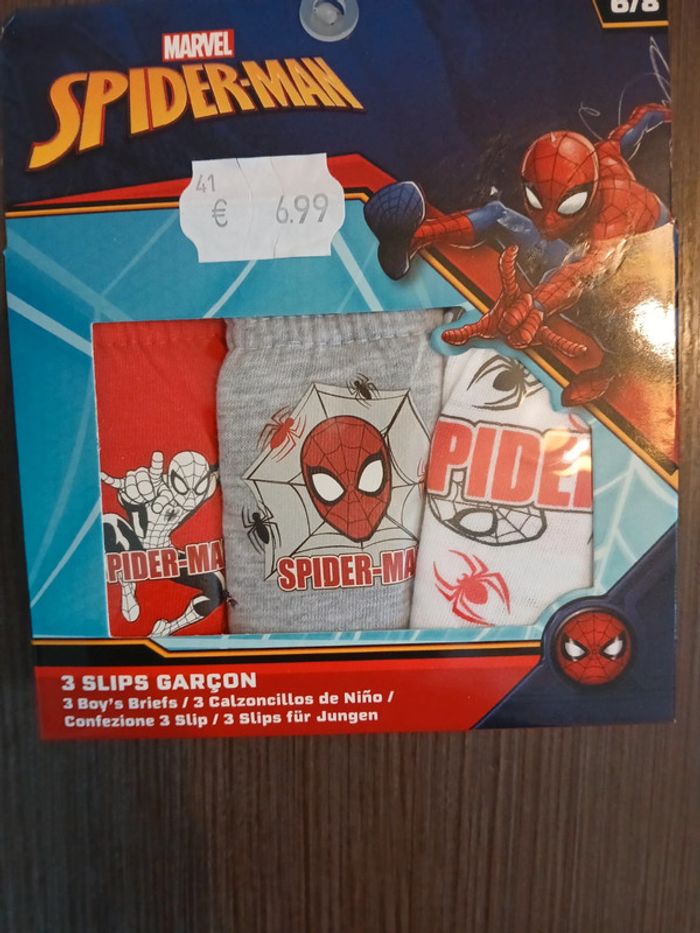 6/8
MARVEL
SPIDER-MAN
41
€ 6.99
PIDER-MA
SPIDER-MA
PIDE
3 SLIPS GARÇON
3 Boy's Briefs / 3 Calzoncillos de Niño /
Confezione 3 Slip / 3 Slips für Jungen